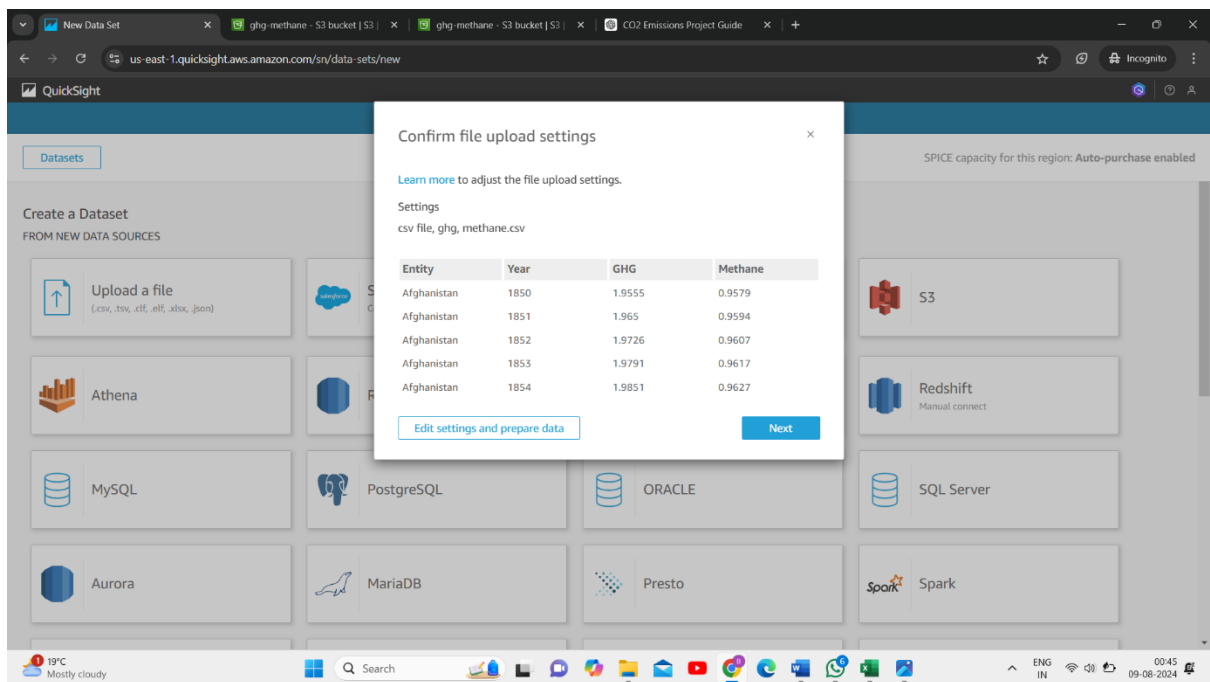 New Data Set
ghg-methane - S3 bucket | S3 |
ghg-methane - S3 bucket | S3 |
CO2 Emissions Project Guide
us-east-1.quicksight.aws.amazon.com/sn/data-sets/new
Incognito
QuickSight
Datasets
SPICE capacity for this region: Auto-purchase enabled
Create a Dataset
FROM NEW DATA SOURCES
Confirm file upload settings
Learn more to adjust the file upload settings.
Settings
csv file, ghg, methane.csv
Entity Year GHG Methane
Afghanistan 1850 1.9555 0.9579
Afghanistan 1851 1.965 0.9594
Afghanistan 1852 1.9726 0.9607
Afghanistan 1853 1.9791 0.9617
Afghanistan 1854 1.9851 0.9627
Edit settings and prepare data
Next
Upload a file
(.csv, .tsv, .clf, .elf, .xlsx, .json)
salesforce
S
C
S3
Athena
R
Redshift
Manual connect
MySQL
PostgreSQL
ORACLE
SQL Server
Aurora
MariaDB
Presto
Spark
Spark
1
19°C
Mostly cloudy
Search
ENG
IN
00:45
09-08-2024